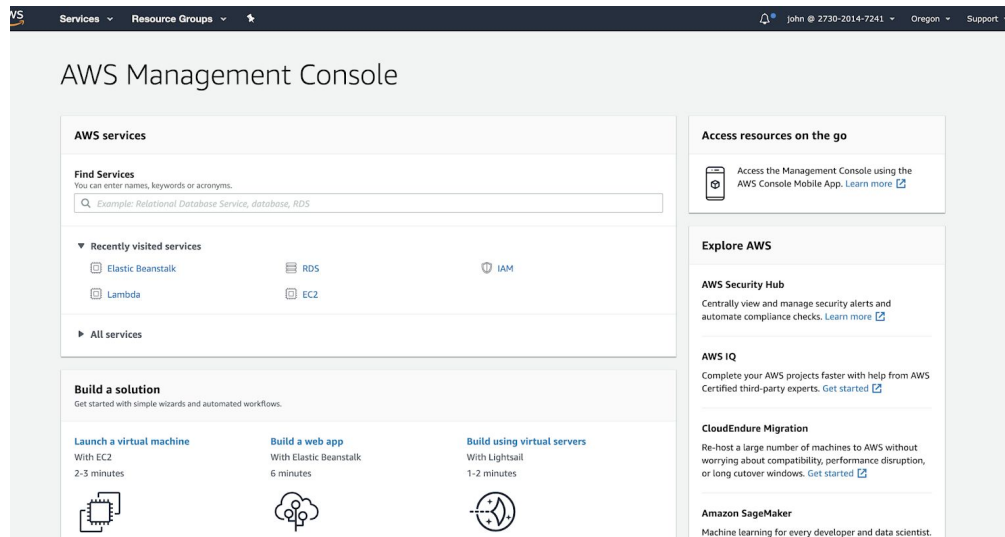 Services
Resource Groups
john @ 2730-2014-7241
Oregon
Support
AWS Management Console
AWS services
Find Services
You can enter names, keywords or acronyms.
Example: Relational Database Service, database, RDS
Recently visited services
Elastic Beanstalk
RDS
IAM
Lambda
EC2
All services
Build a solution
Get started with simple wizards and automated workflows.
Launch a virtual machine
With EC2
2-3 minutes
Build a web app
With Elastic Beanstalk
6 minutes
Build using virtual servers
With Lightsail
1-2 minutes
Access resources on the go
Access the Management Console using the
AWS Console Mobile App. Learn more
Explore AWS
AWS Security Hub
Centrally view and manage security alerts and
automate compliance checks. Learn more
AWS IQ
Complete your AWS projects faster with help from AWS
Certified third-party experts. Get started
CloudEndure Migration
Re-host a large number of machines to AWS without
worrying about compatibility, performance disruption,
or long cutover windows. Get started
Amazon SageMaker
Machine learning for every developer and data scientist.